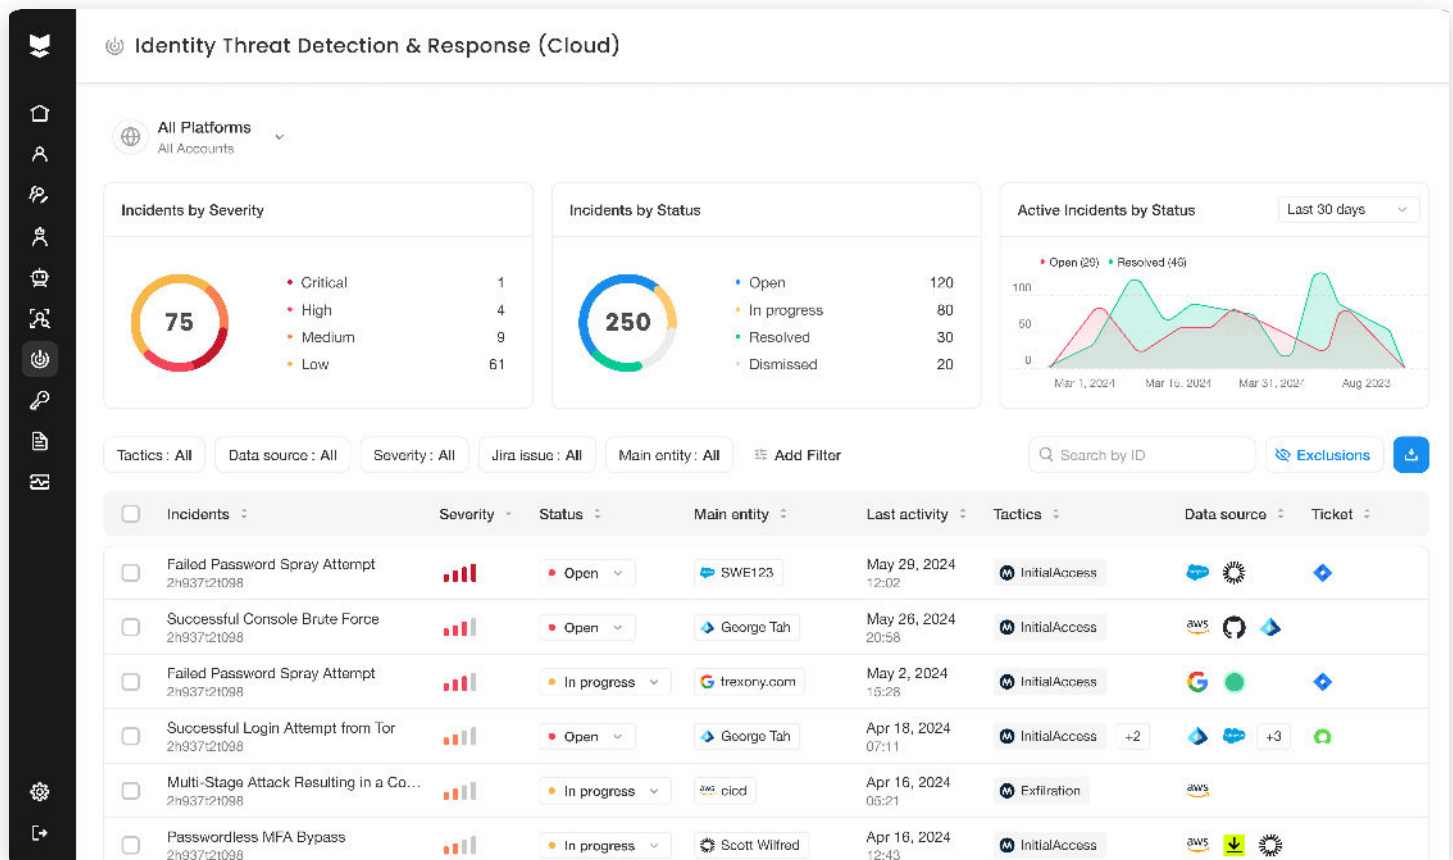 Identity Threat Detection & Response (Cloud)
All Platforms
All Accounts
Incidents by Severity
75
Critical 1
High 4
Medium 9
Low 61
Incidents by Status
250
Open 120
In progress 80
Resolved 30
Dismissed 20
Active Incidents by Status
Last 30 days
Open (29) Resolved (46)
100
50
0
Mar 1, 2024 Mar 15, 2024 Mar 31, 2024 Aug 2023
Tactics : All Data source : All Severity : All Jira issue : All Main entity : All Add Filter Search by ID Exclusions
Incidents Severity Status Main entity Last activity Tactics Data source Ticket
Failed Password Spray Attempt Open SWE123 May 29, 2024 InitialAccess
2h937t2t098 12:02
Successful Console Brute Force Open George Tah May 26, 2024 InitialAccess aws
2h937t2t098 20:58
Failed Password Spray Attempt In progress trexony.com May 2, 2024 InitialAccess
2h937t2t098 15:28
Successful Login Attempt from Tor Open George Tah Apr 18, 2024 InitialAccess +2 +3
2h937t2t098 07:11
Multi-Stage Attack Resulting in a Co... In progress aws cicd Apr 16, 2024 Exfilration aws
2h937t2t098 05:21
Passwordless MFA Bypass In progress Scott Wilfred Apr 16, 2024 InitialAccess aws
2h937t2t098 12:43